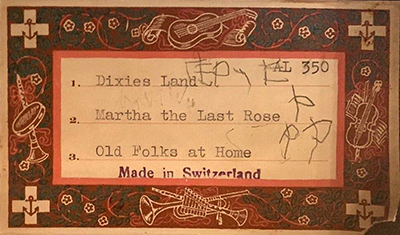 AL 350
1. Dixies Land
2. Martha the Last Rose
3. Old Folks at Home
Made in Switzerland